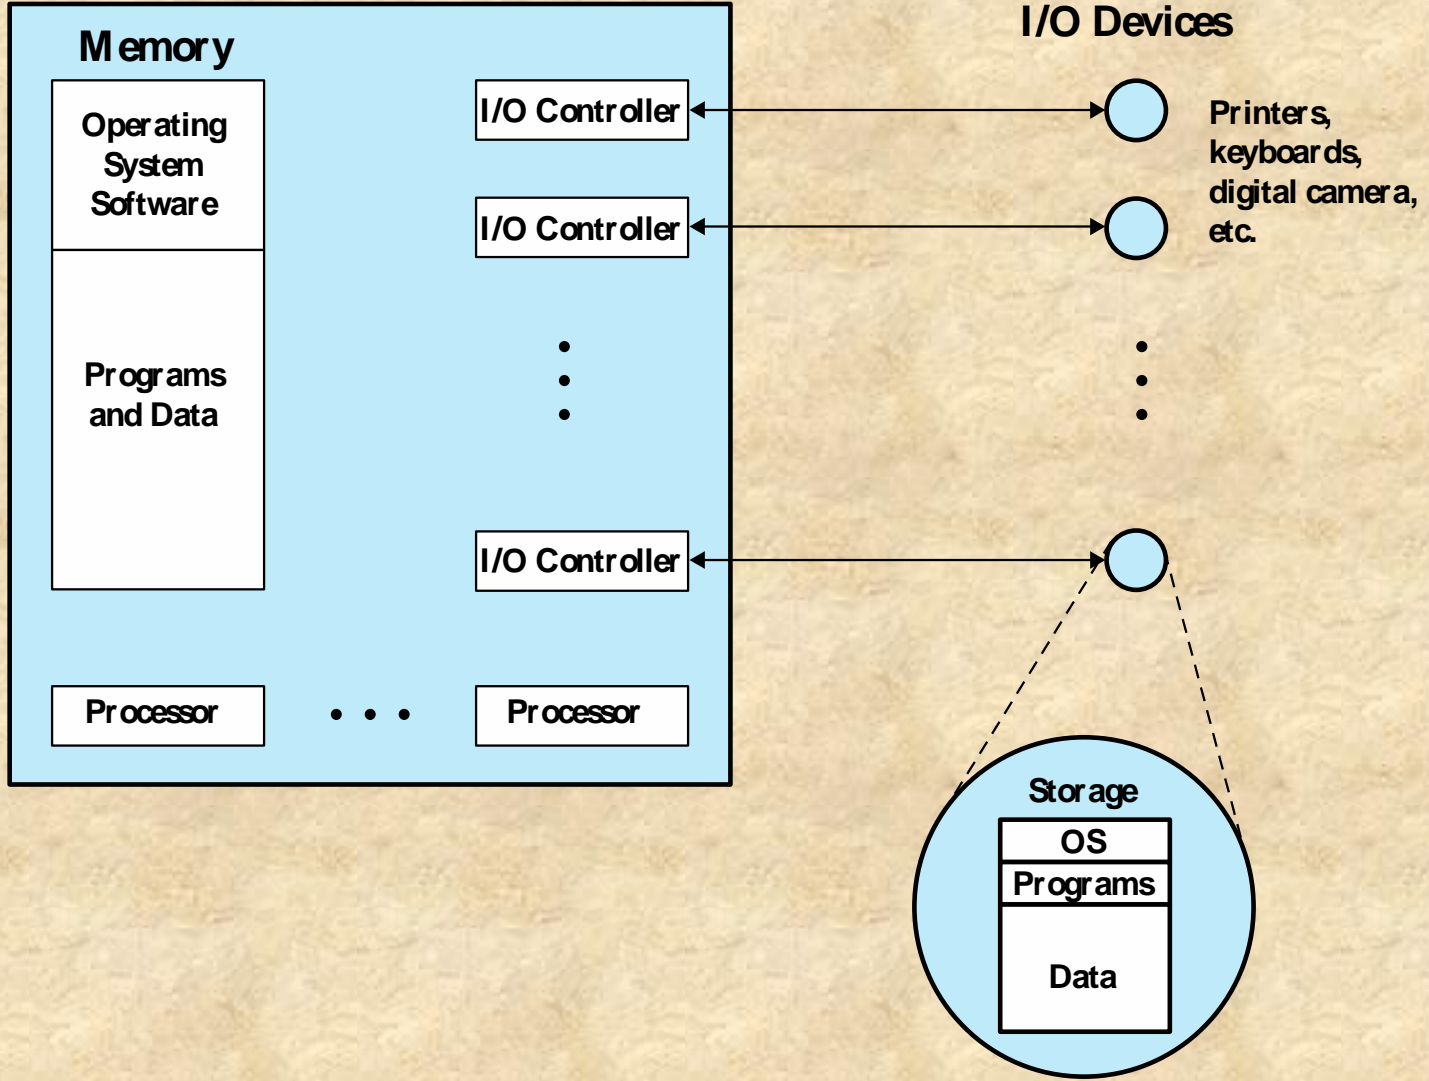 Memory
Operating
System
Software
Programs
and Data
I/O Controller
I/O Controller
I/O Controller
Processor
Processor
I/O Devices
Printers,
keyboards,
digital camera,
etc.
Storage
OS
Programs
Data